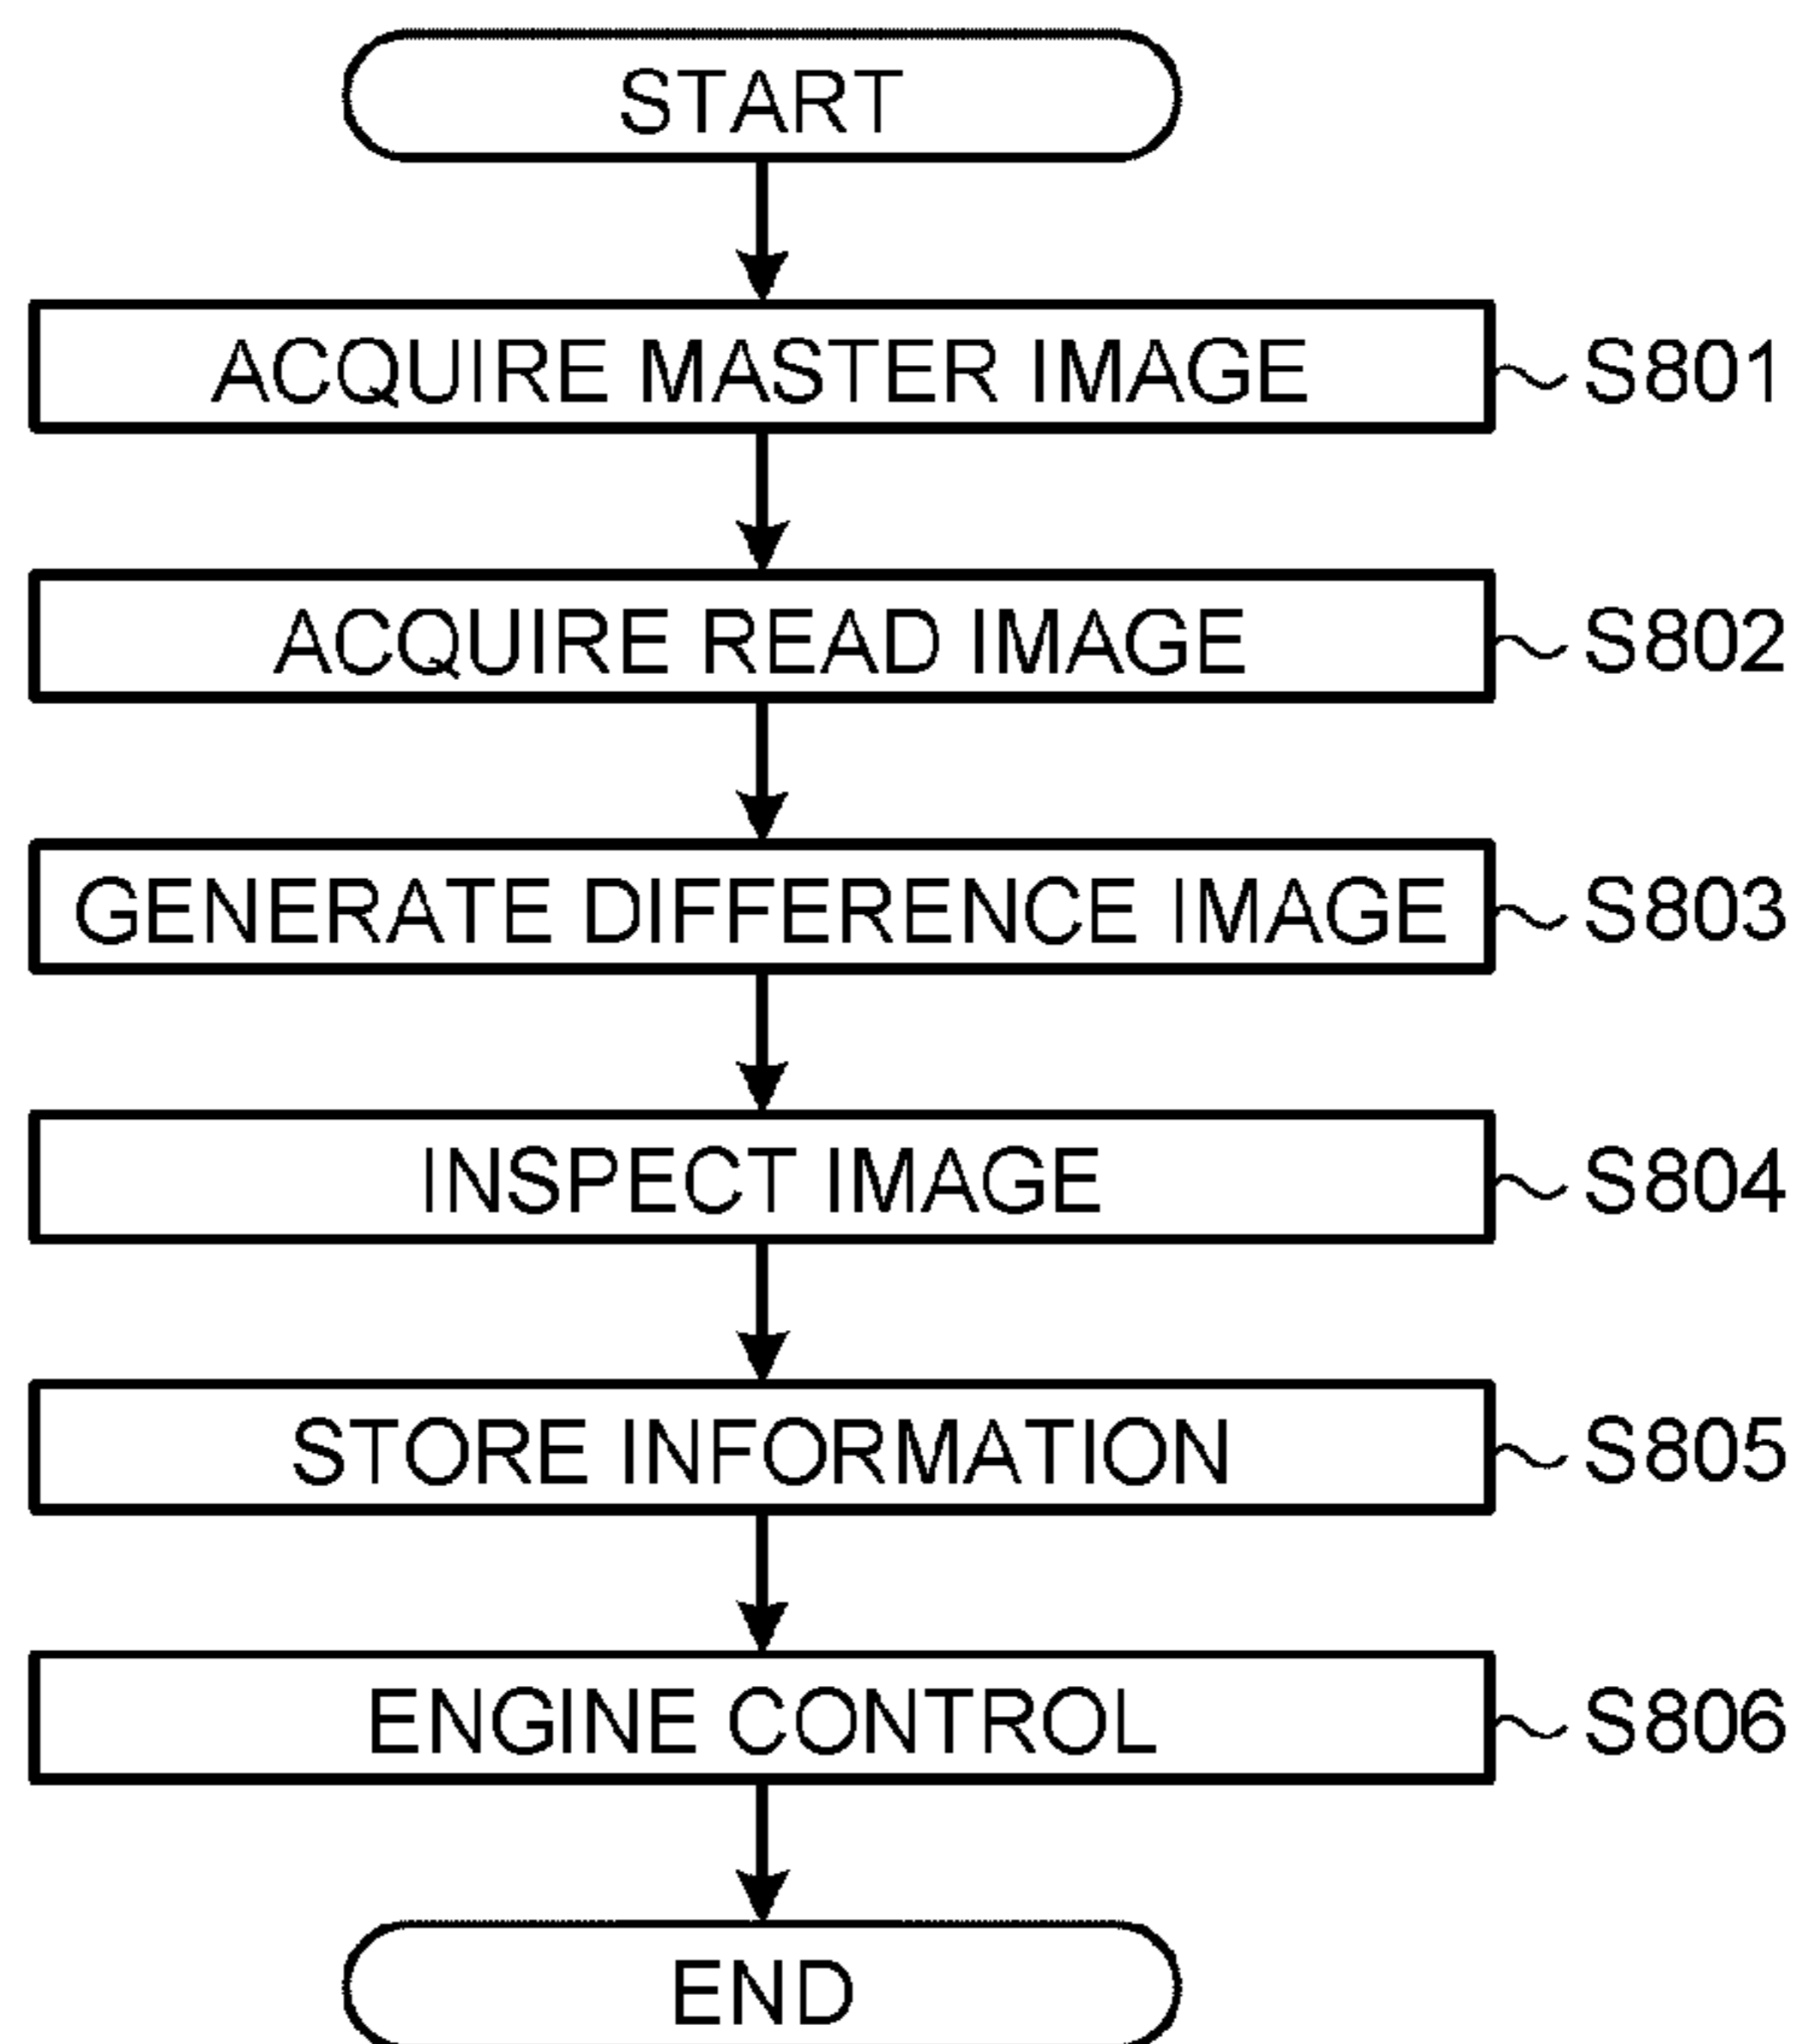 START
ACQUIRE MASTER IMAGE S801
ACQUIRE READ IMAGE S802
GENERATE DIFFERENCE IMAGE S803
INSPECT IMAGE S804
STORE INFORMATION S805
ENGINE CONTROL S806
END